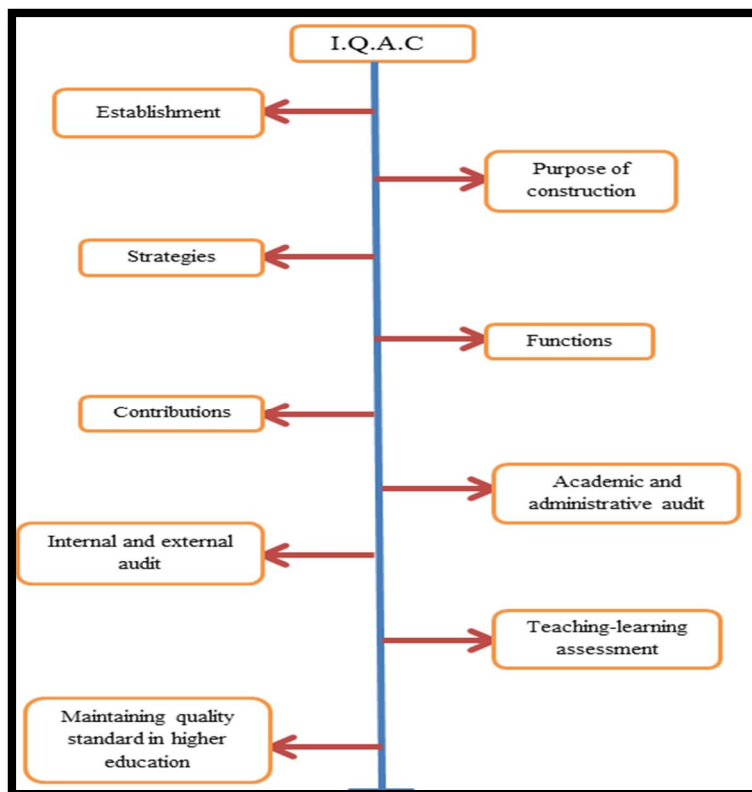 I.Q.A.C
Establishment
Purpose of
construction
Strategies
Functions
Contributions
Academic and
administrative audit
Internal and external
audit
Teaching-learning
assessment
Maintaining quality
standard in higher
education